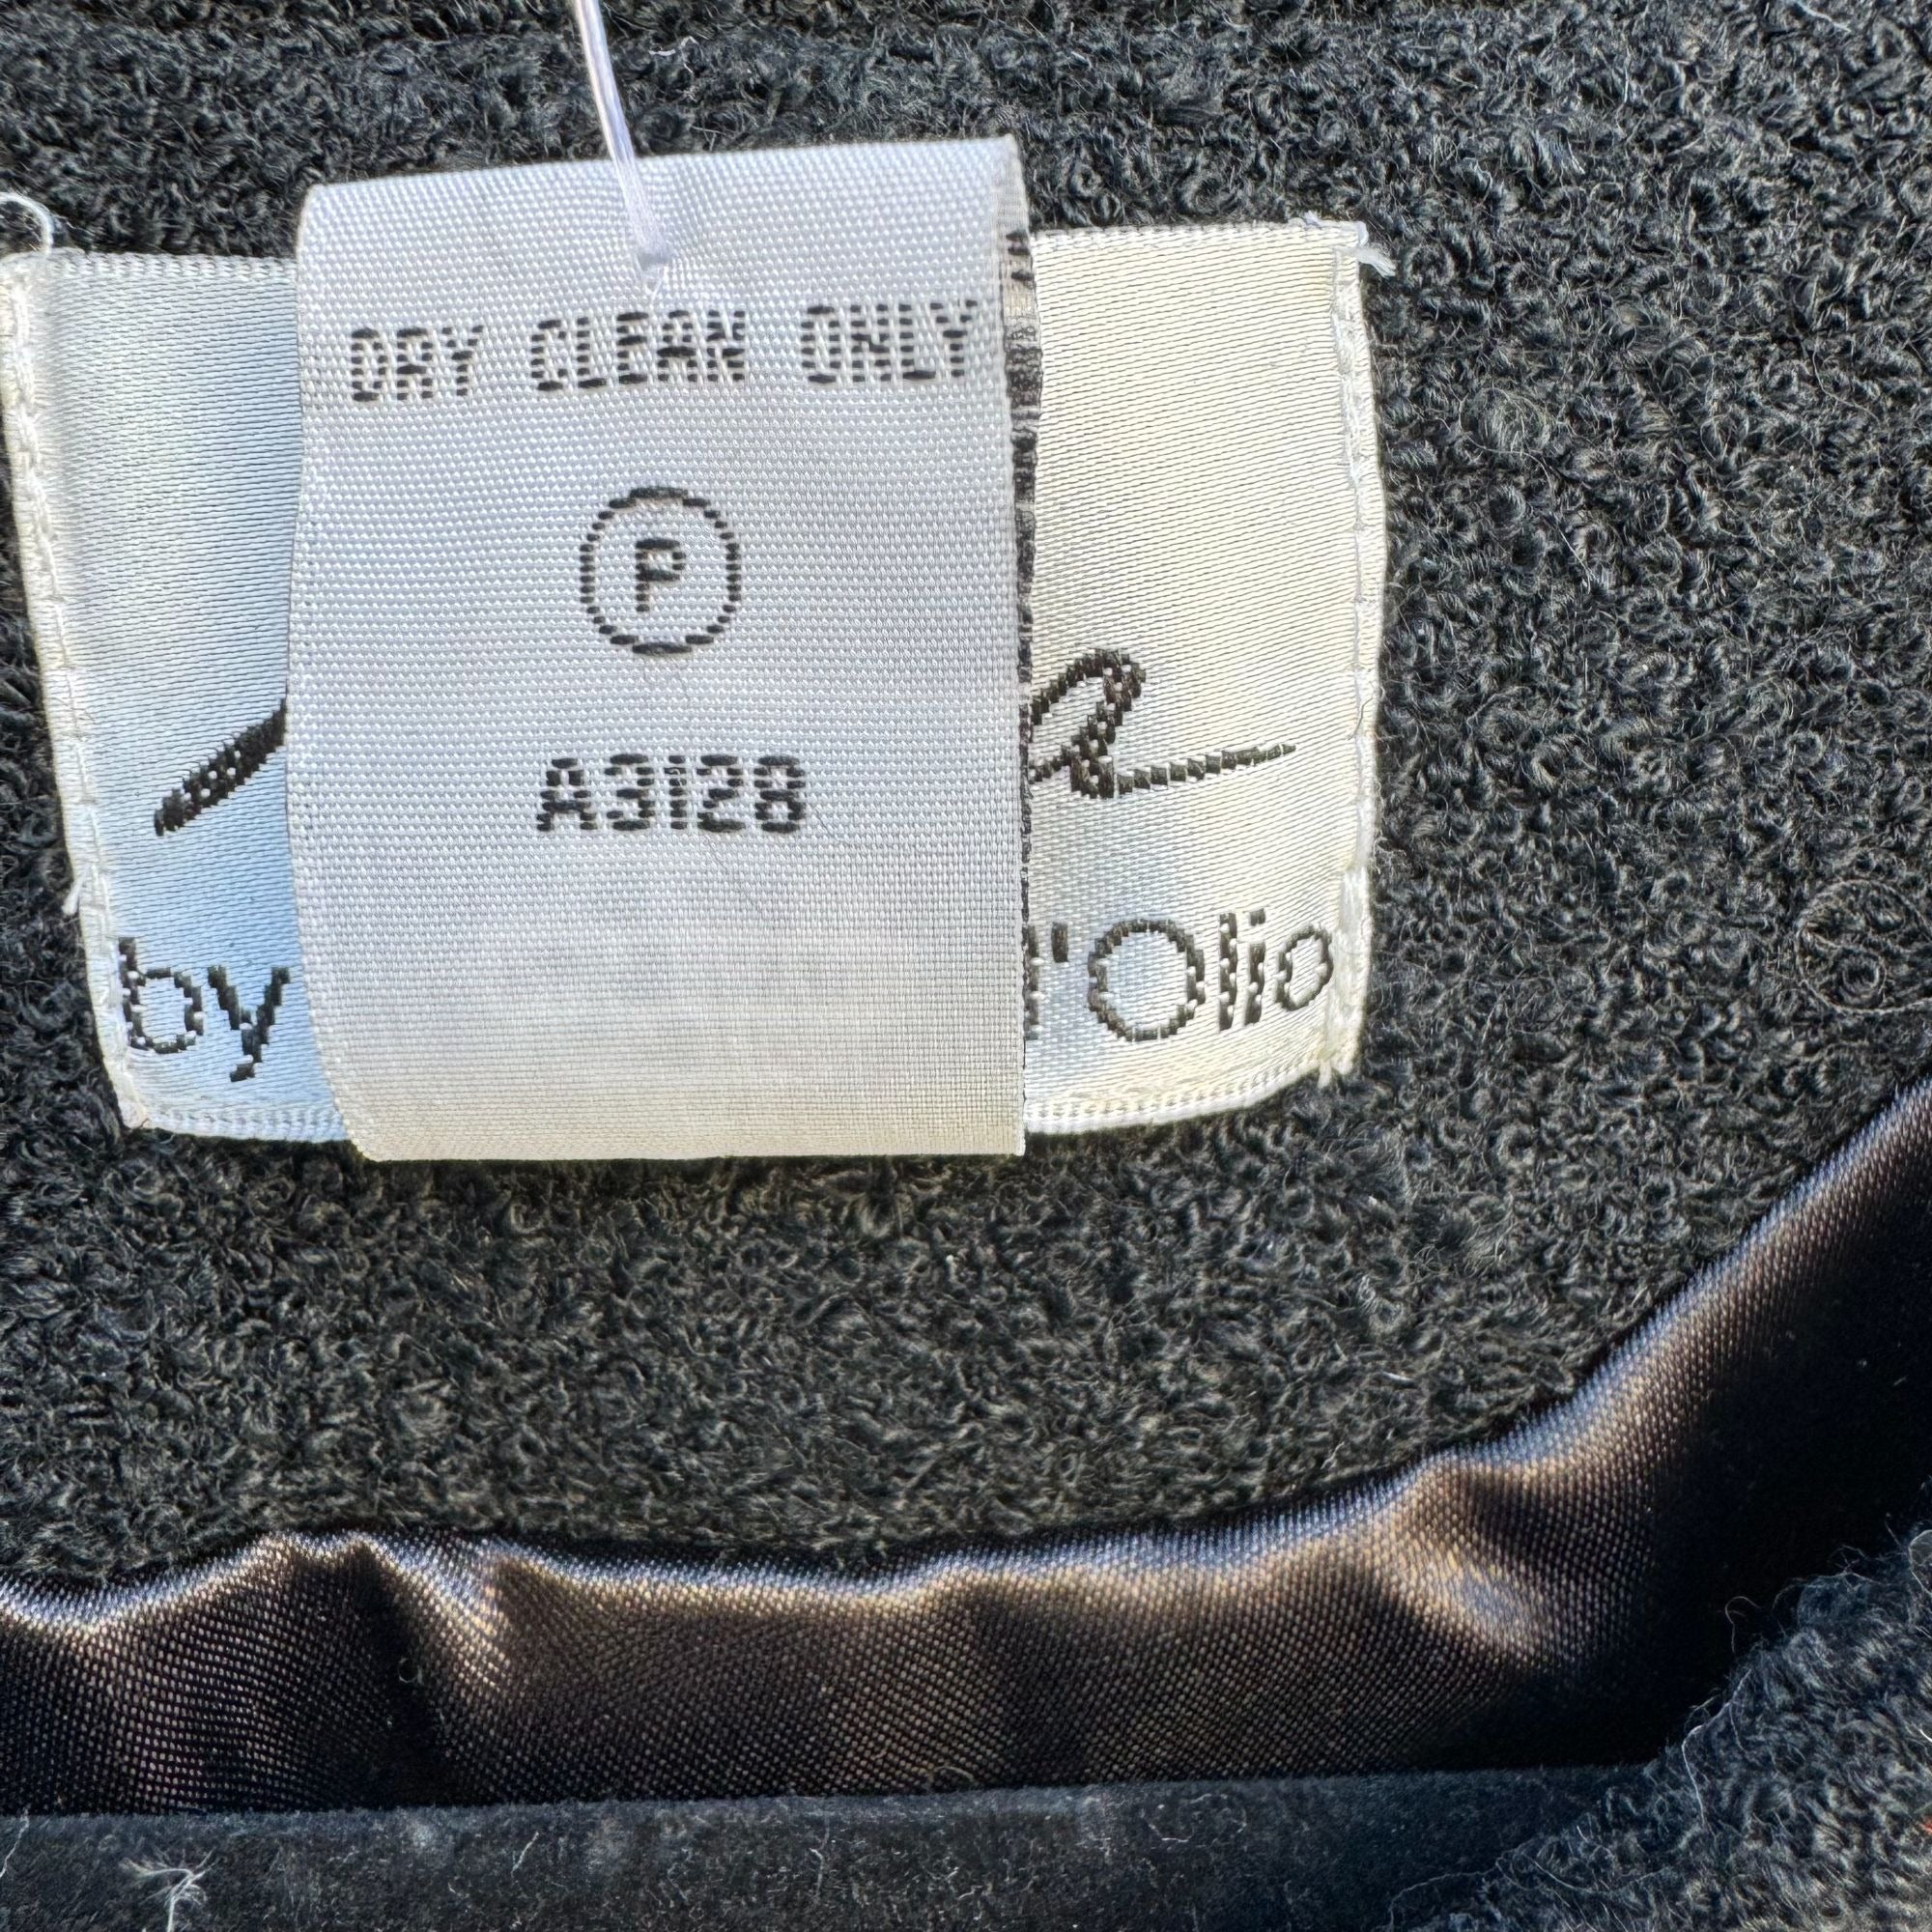 DRY CLEAN ONLY
P
A3128
by 'Olio